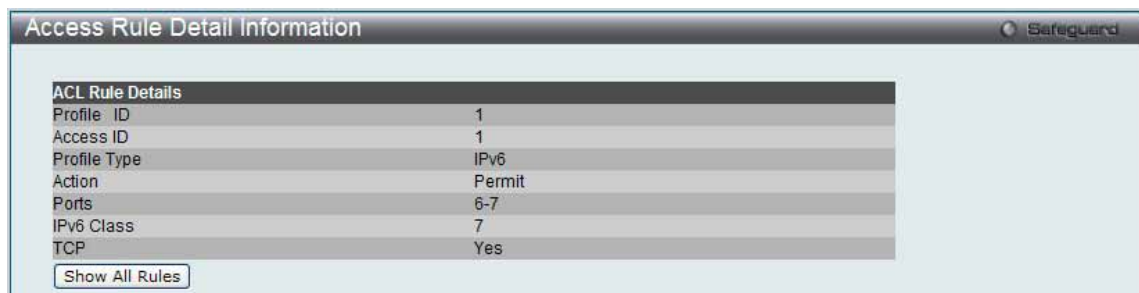 Access Rule Detail Information
Safeguard
ACL Rule Details
Profile ID 1
Access ID 1
Profile Type IPv6
Action Permit
Ports 6-7
IPv6 Class 7
TCP Yes
Show All Rules